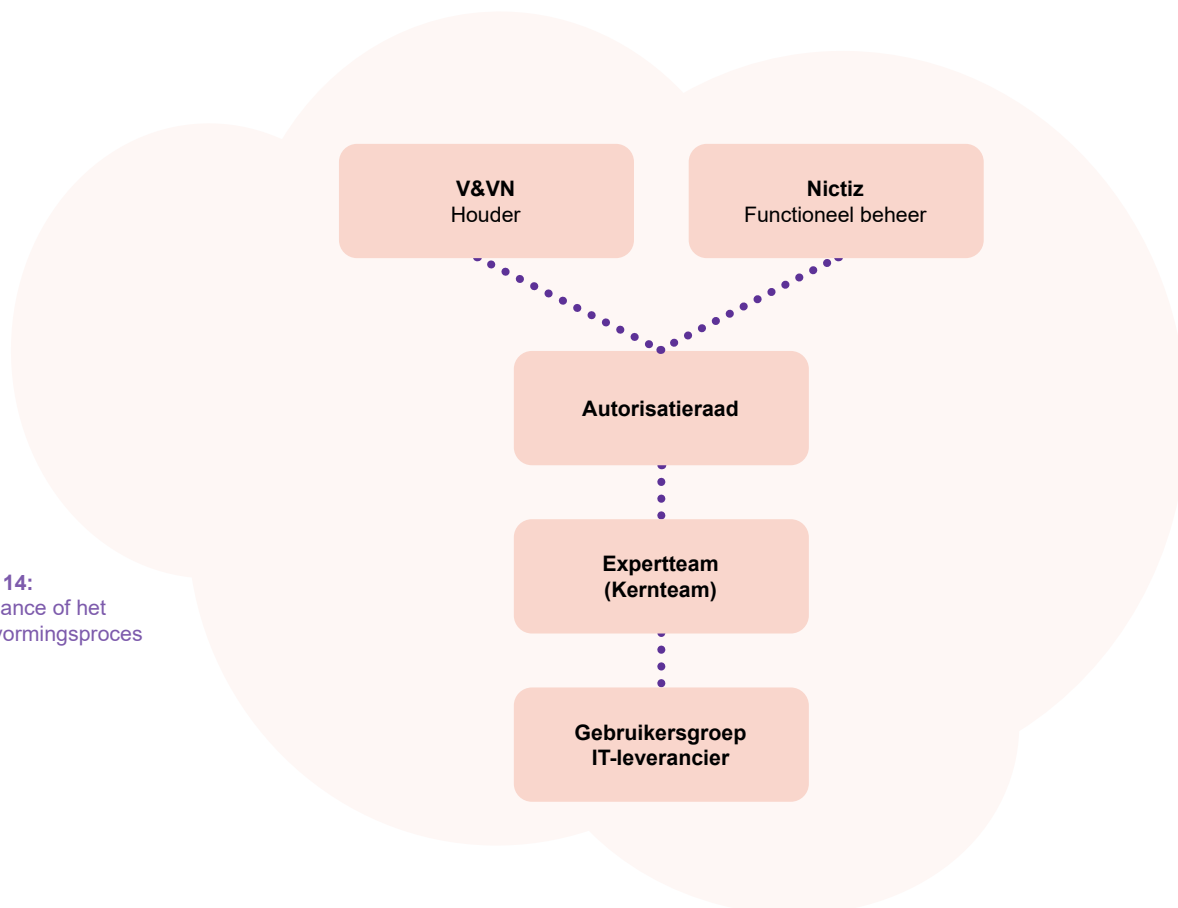 V&VN
Houder
Nictiz
Functioneel beheer
Autorisatieraad
Expertteam
(Kernteam)
Gebruikersgroep
IT-leverancier
14:
ance of het
vormingsproces